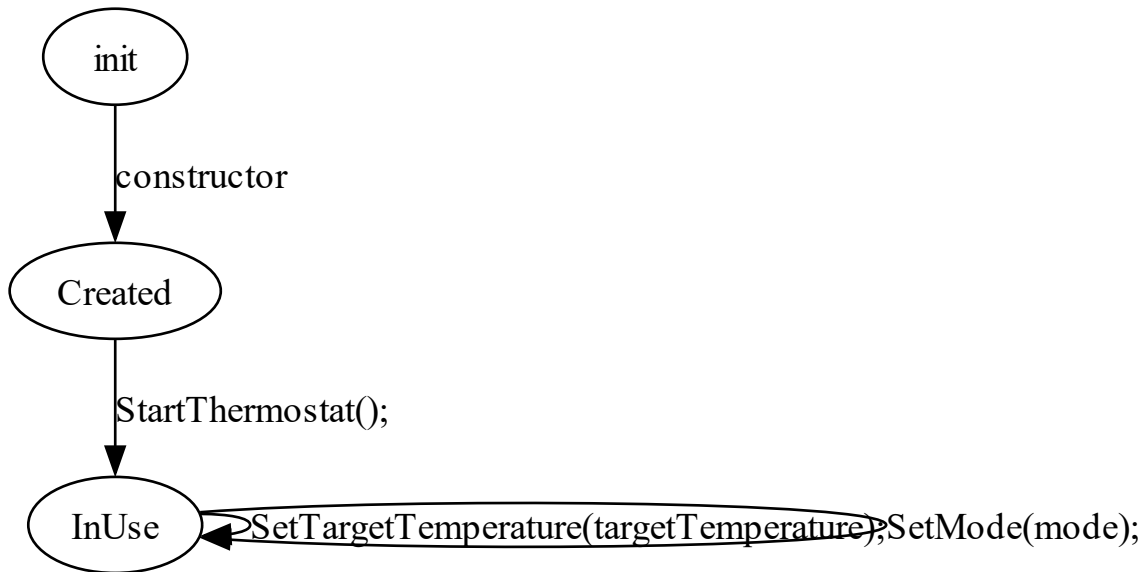 init
constructor
Created
StartThermostat();
InUse
SetTargetTemperature(targetTemperature);
SetMode(mode);